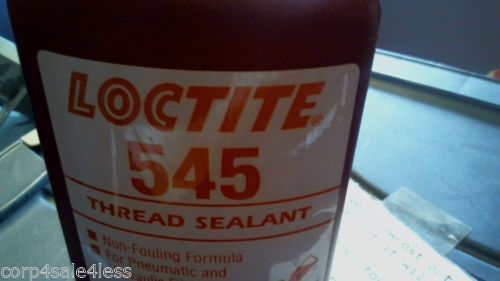 LOCTITE®
545
THREAD SEALANT
Non-Fouling Formula
For Pneumatic and
corp4sale4less